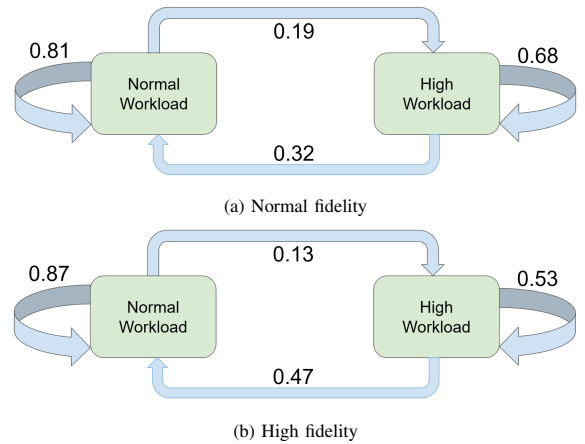 0.19
0.81
Normal
Workload
High
Workload
0.68
0.32
(a) Normal fidelity
0.13
0.87
Normal
Workload
High
Workload
0.53
0.47
(b) High fidelity